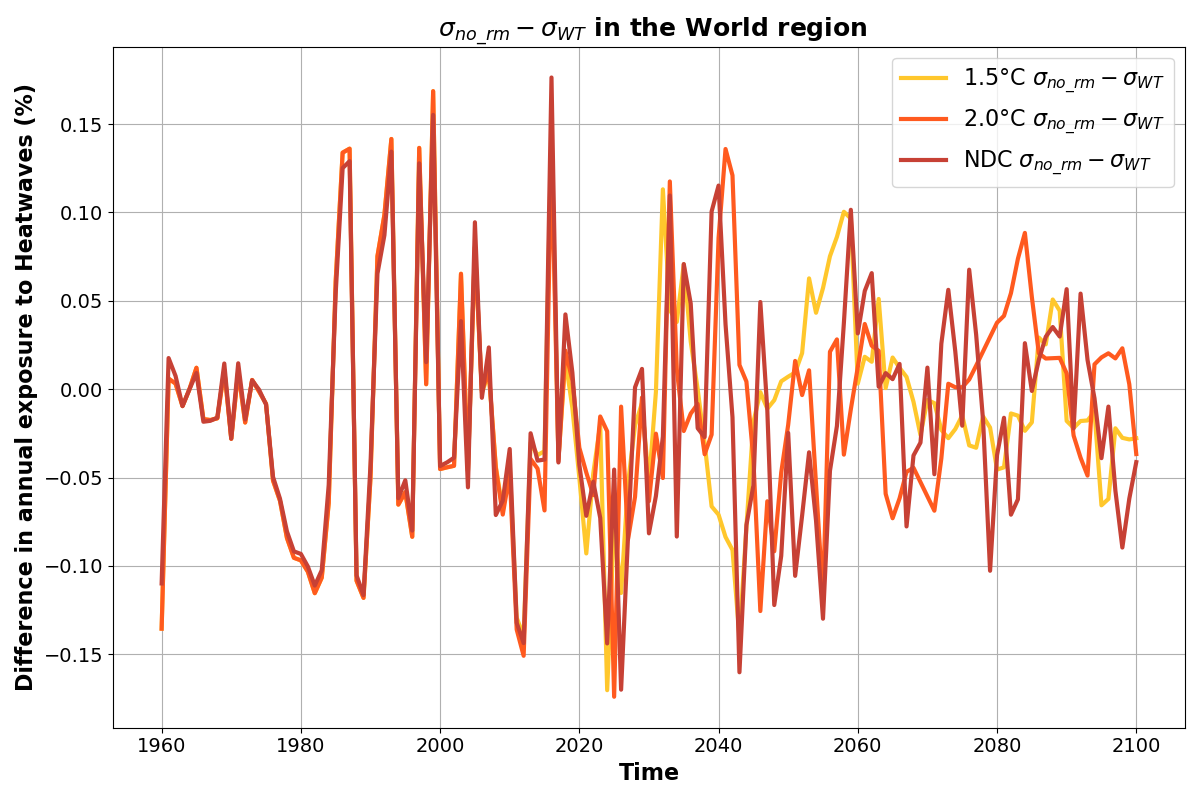 σno_rm − σWT in the World region
Difference in annual exposure to Heatwaves (%)
0.15
0.10
0.05
0.00
−0.05
−0.10
−0.15
1.5°C σno_rm − σWT
2.0°C σno_rm − σWT
NDC σno_rm − σWT
1960 1980 2000 2020 2040 2060 2080 2100
Time